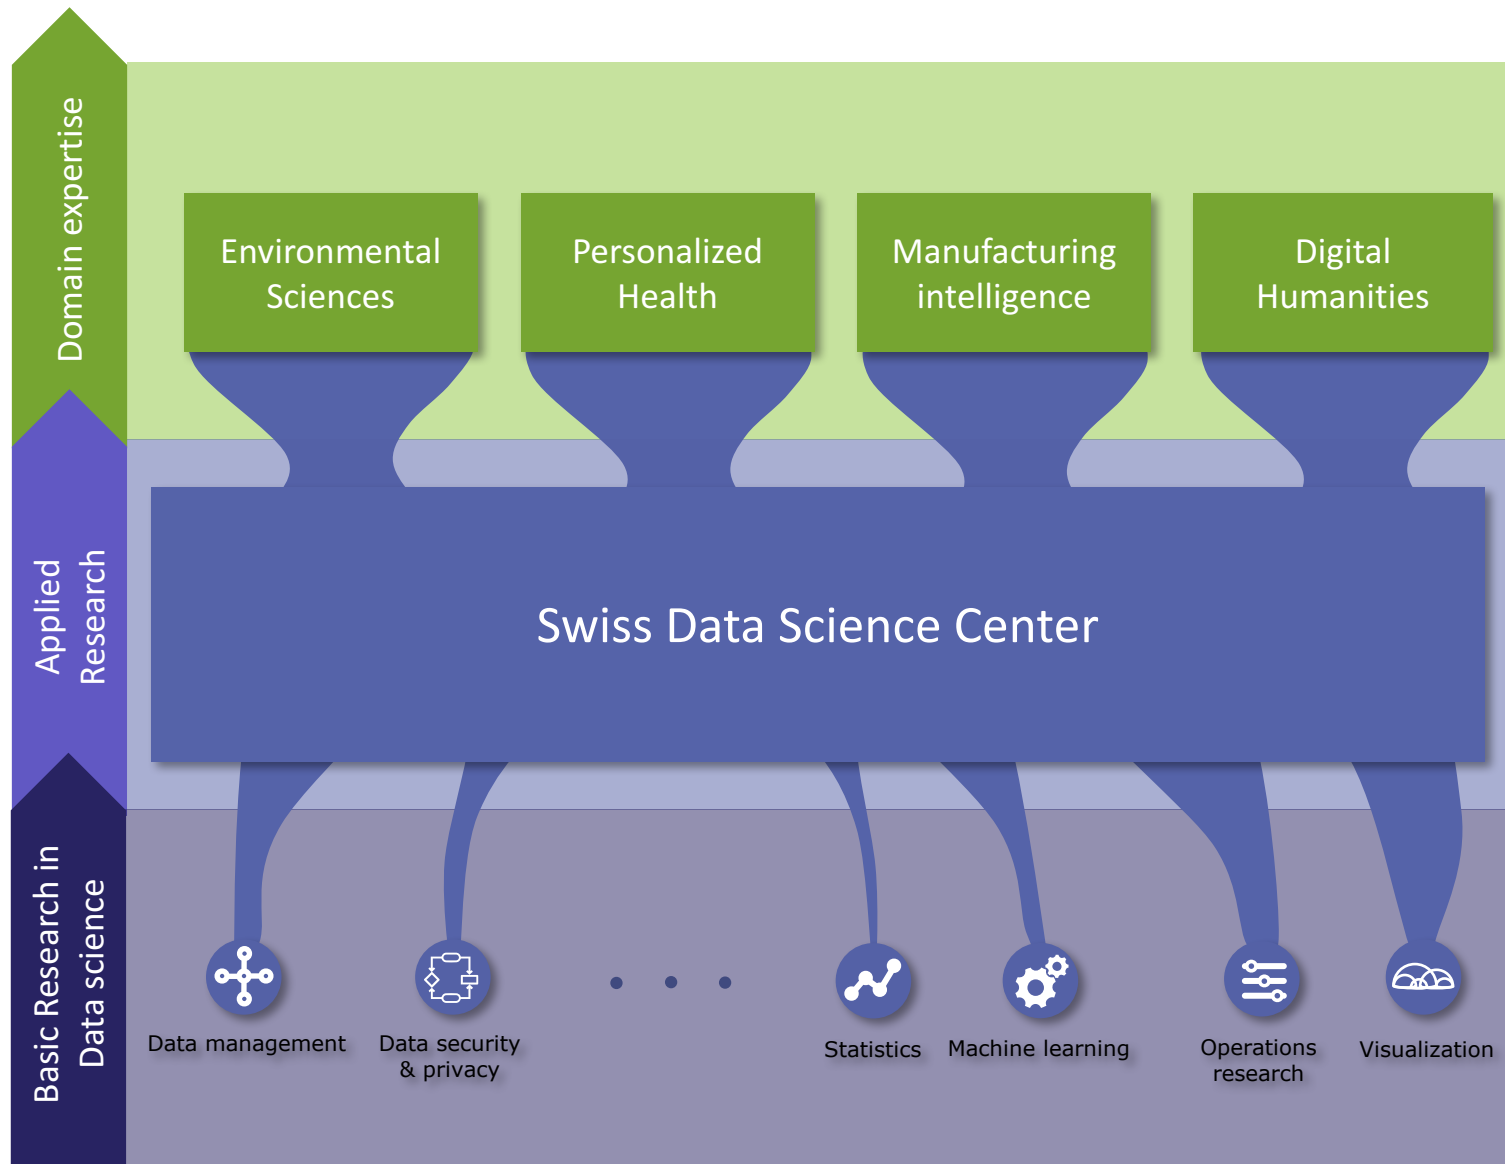 Domain expertise
Environmental
Sciences
Personalized
Health
Manufacturing
intelligence
Digital
Humanities
Applied
Research
Swiss Data Science Center
Basic Research in
Data science
Data management
Data security
& privacy
Statistics
Machine learning
Operations
research
Visualization